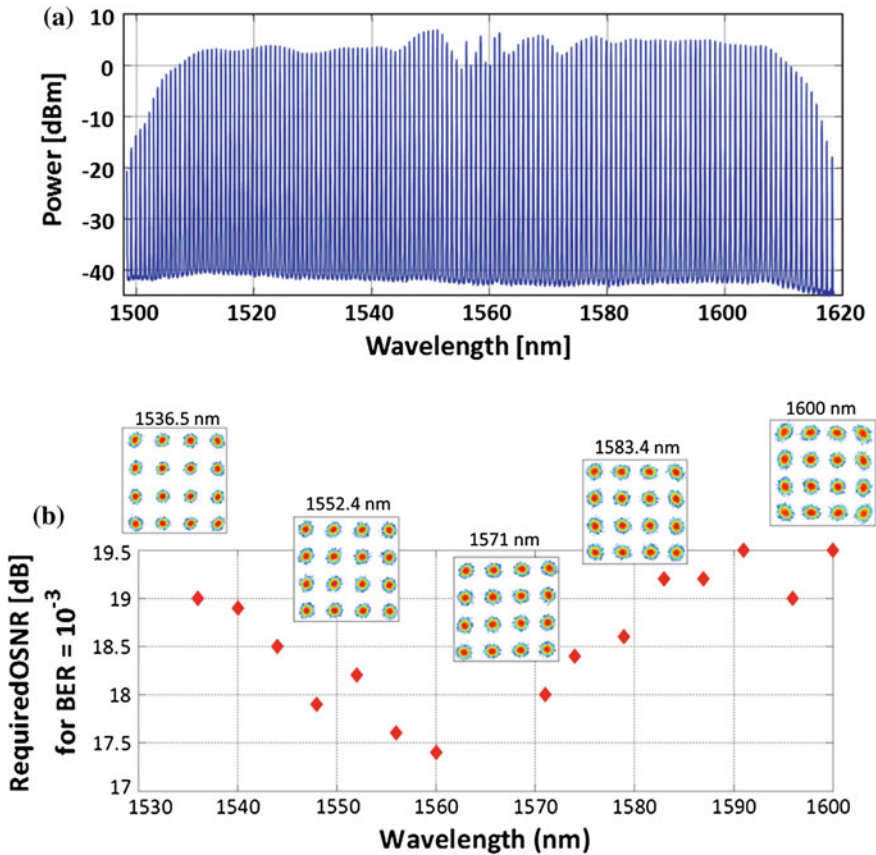 (a)
10
0
-10
-20
-30
-40
Power [dBm]
1500 1520 1540 1560 1580 1600 1620
Wavelength [nm]
(b)
1536.5 nm
1552.4 nm
1571 nm
1583.4 nm
1600 nm
RequiredOSNR [dB]
for BER = 10-3
19.5
19
18.5
18
17.5
17
1530 1540 1550 1560 1570 1580 1590 1600
Wavelength (nm)